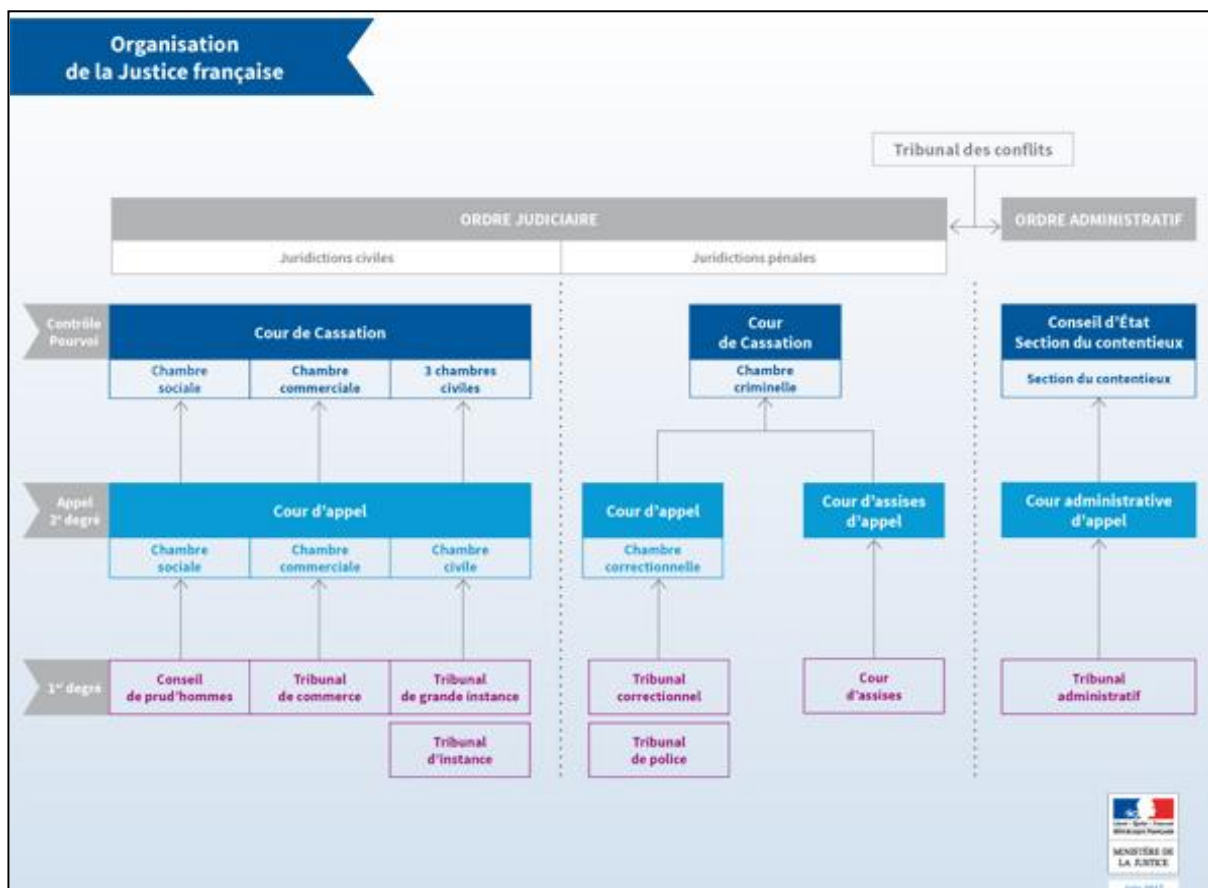 Organisation
de la Justice française
Tribunal des conflits
ORDRE JUDICIAIRE
ORDRE ADMINISTRATIF
Juridictions civiles
Juridictions pénales
Contrôle
Pourvoi
Cour de Cassation
Chambre
sociale
Chambre
commerciale
3 chambres
civiles
Cour
de Cassation
Chambre
criminelle
Conseil d'État
Section du contentieux
Section du contentieux
Appel
2e degré
Cour d'appel
Chambre
sociale
Chambre
commerciale
Chambre
civile
Cour d'appel
Chambre
correctionnelle
Cour d'assises
d'appel
Cour administrative
d'appel
1er degré
Conseil
de prud'hommes
Tribunal
de commerce
Tribunal
de grande instance
Tribunal
d'instance
Tribunal
correctionnel
Tribunal
de police
Cour
d'assises
Tribunal
administratif
MINISTÈRE DE
LA JUSTICE